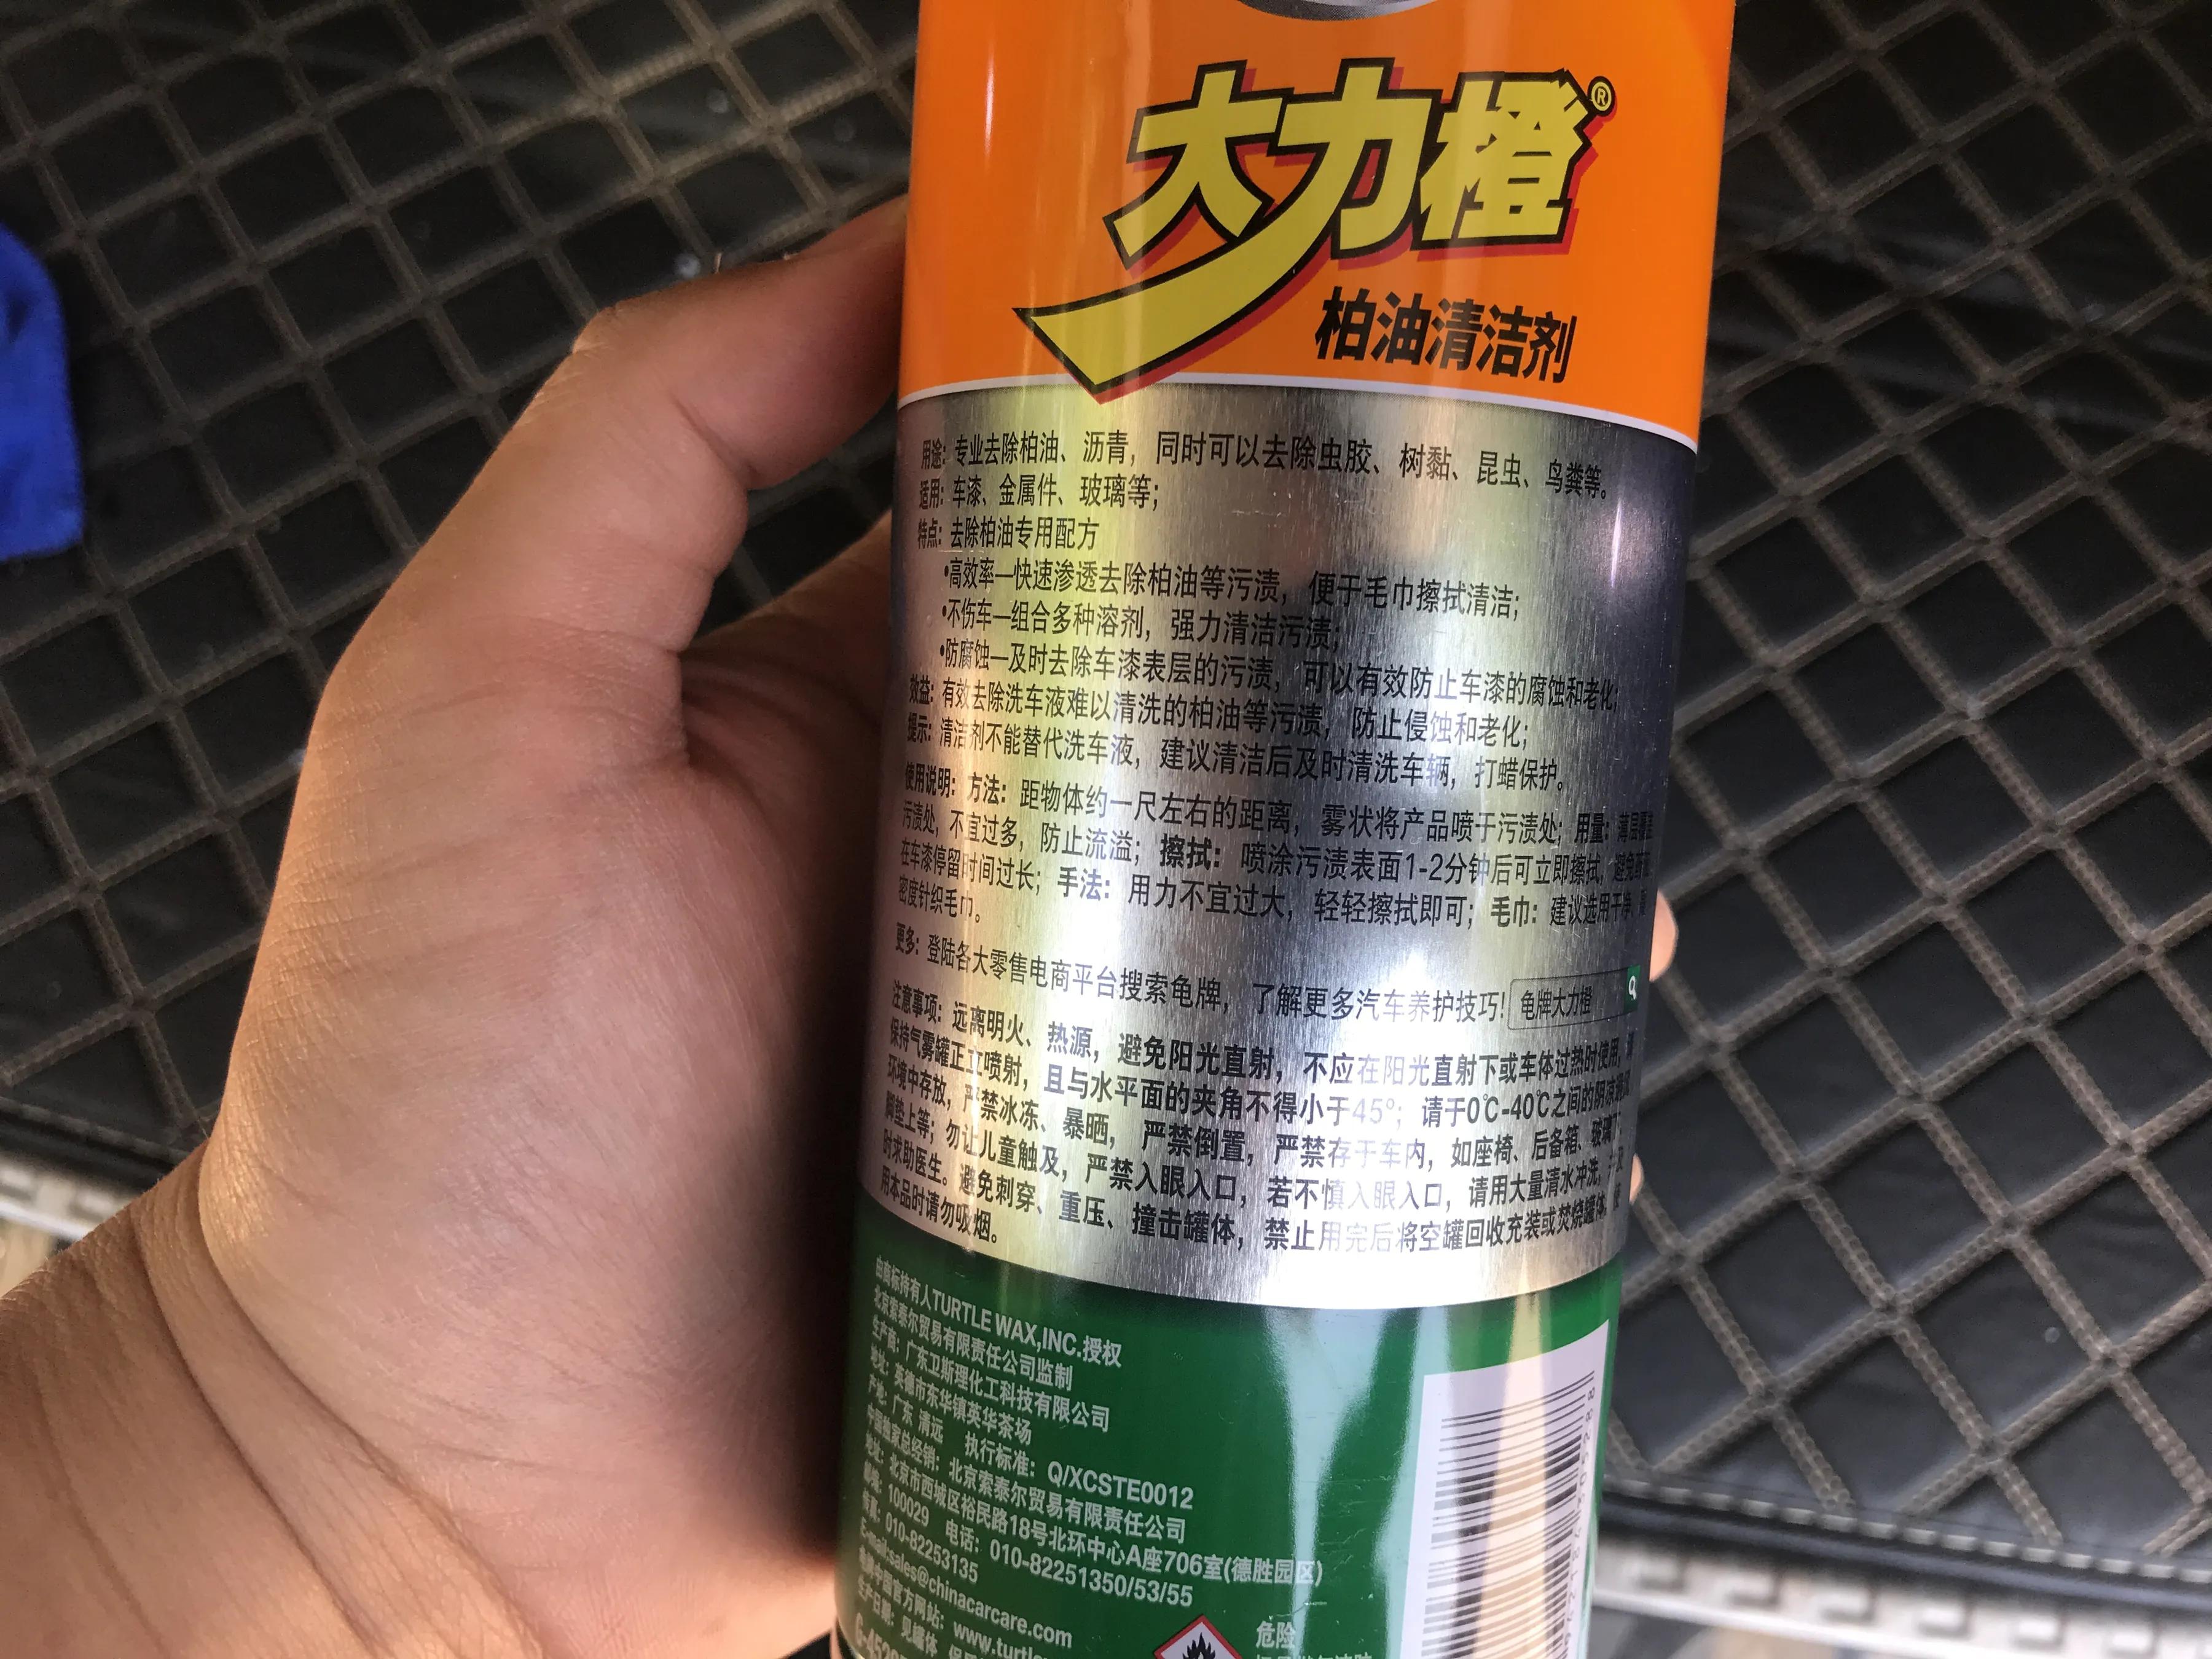 大力橙®
柏油清洁剂
用途：专业去除柏油、沥青，同时可以去除虫胶、树黏、昆虫、鸟粪等。
适用：车漆、金属件、玻璃等；
特点：去除柏油专用配方
•高效率—快速渗透去除柏油等污渍，便于毛巾擦拭清洁；
•不伤车—组合多种溶剂，强力清洁污渍；
•防腐蚀—及时去除车漆表层的污渍，可以有效防止车漆的腐蚀和老化；
效益：有效去除洗车液难以清洗的柏油等污渍，防止侵蚀和老化；
提示：清洁剂不能替代洗车液，建议清洁后及时清洗车辆，打蜡保护。
使用说明：方法：距物体约一尺左右的距离，雾状将产品喷于污渍处；用量：薄层覆盖
污渍处，不宜过多，防止流溢；擦拭：喷涂污渍表面1-2分钟后可立即擦拭，避免
在车漆停留时间过长；手法：用力不宜过大，轻轻擦拭即可；毛巾：建议选用干净、
密度针织毛巾。
更多：登陆各大零售电商平台搜索龟牌，了解更多汽车养护技巧！ 龟牌大力橙
注意事项：远离明火、热源，避免阳光直射，不应在阳光直射下或车体过热时使用，
保持气雾罐正立喷射，且与水平面的夹角不得小于45°；请于0℃-40℃之间的阴凉
环境中存放，严禁冰冻、暴晒，严禁倒置，严禁存于车内，如座椅、后备箱、玻璃下
脚垫上等；勿让儿童触及，严禁入眼入口，若不慎入眼入口，请用大量清水冲洗，
时求助医生。避免刺穿、重压、撞击罐体，禁止用完后将空罐回收充装或焚烧罐体，
用本品时请勿吸烟。
由商标持有人TURTLE WAX,INC.授权
北京索泰尔贸易有限责任公司监制
生产商：广东卫斯理化工科技有限公司
地址：英德市东华镇英华茶场
产地：广东 清远 执行标准：Q/XCSTE0012
中国独家总经销：北京索泰尔贸易有限责任公司
地址：北京市西城区裕民路18号北环中心A座706室(德胜园区)
邮编：100029 电话：010-82251350/53/55
传真：010-82253135
E-mail:sales@chinacarcare.com
龟牌中国官方网站：www.turtle
生产日期：见罐体
危险